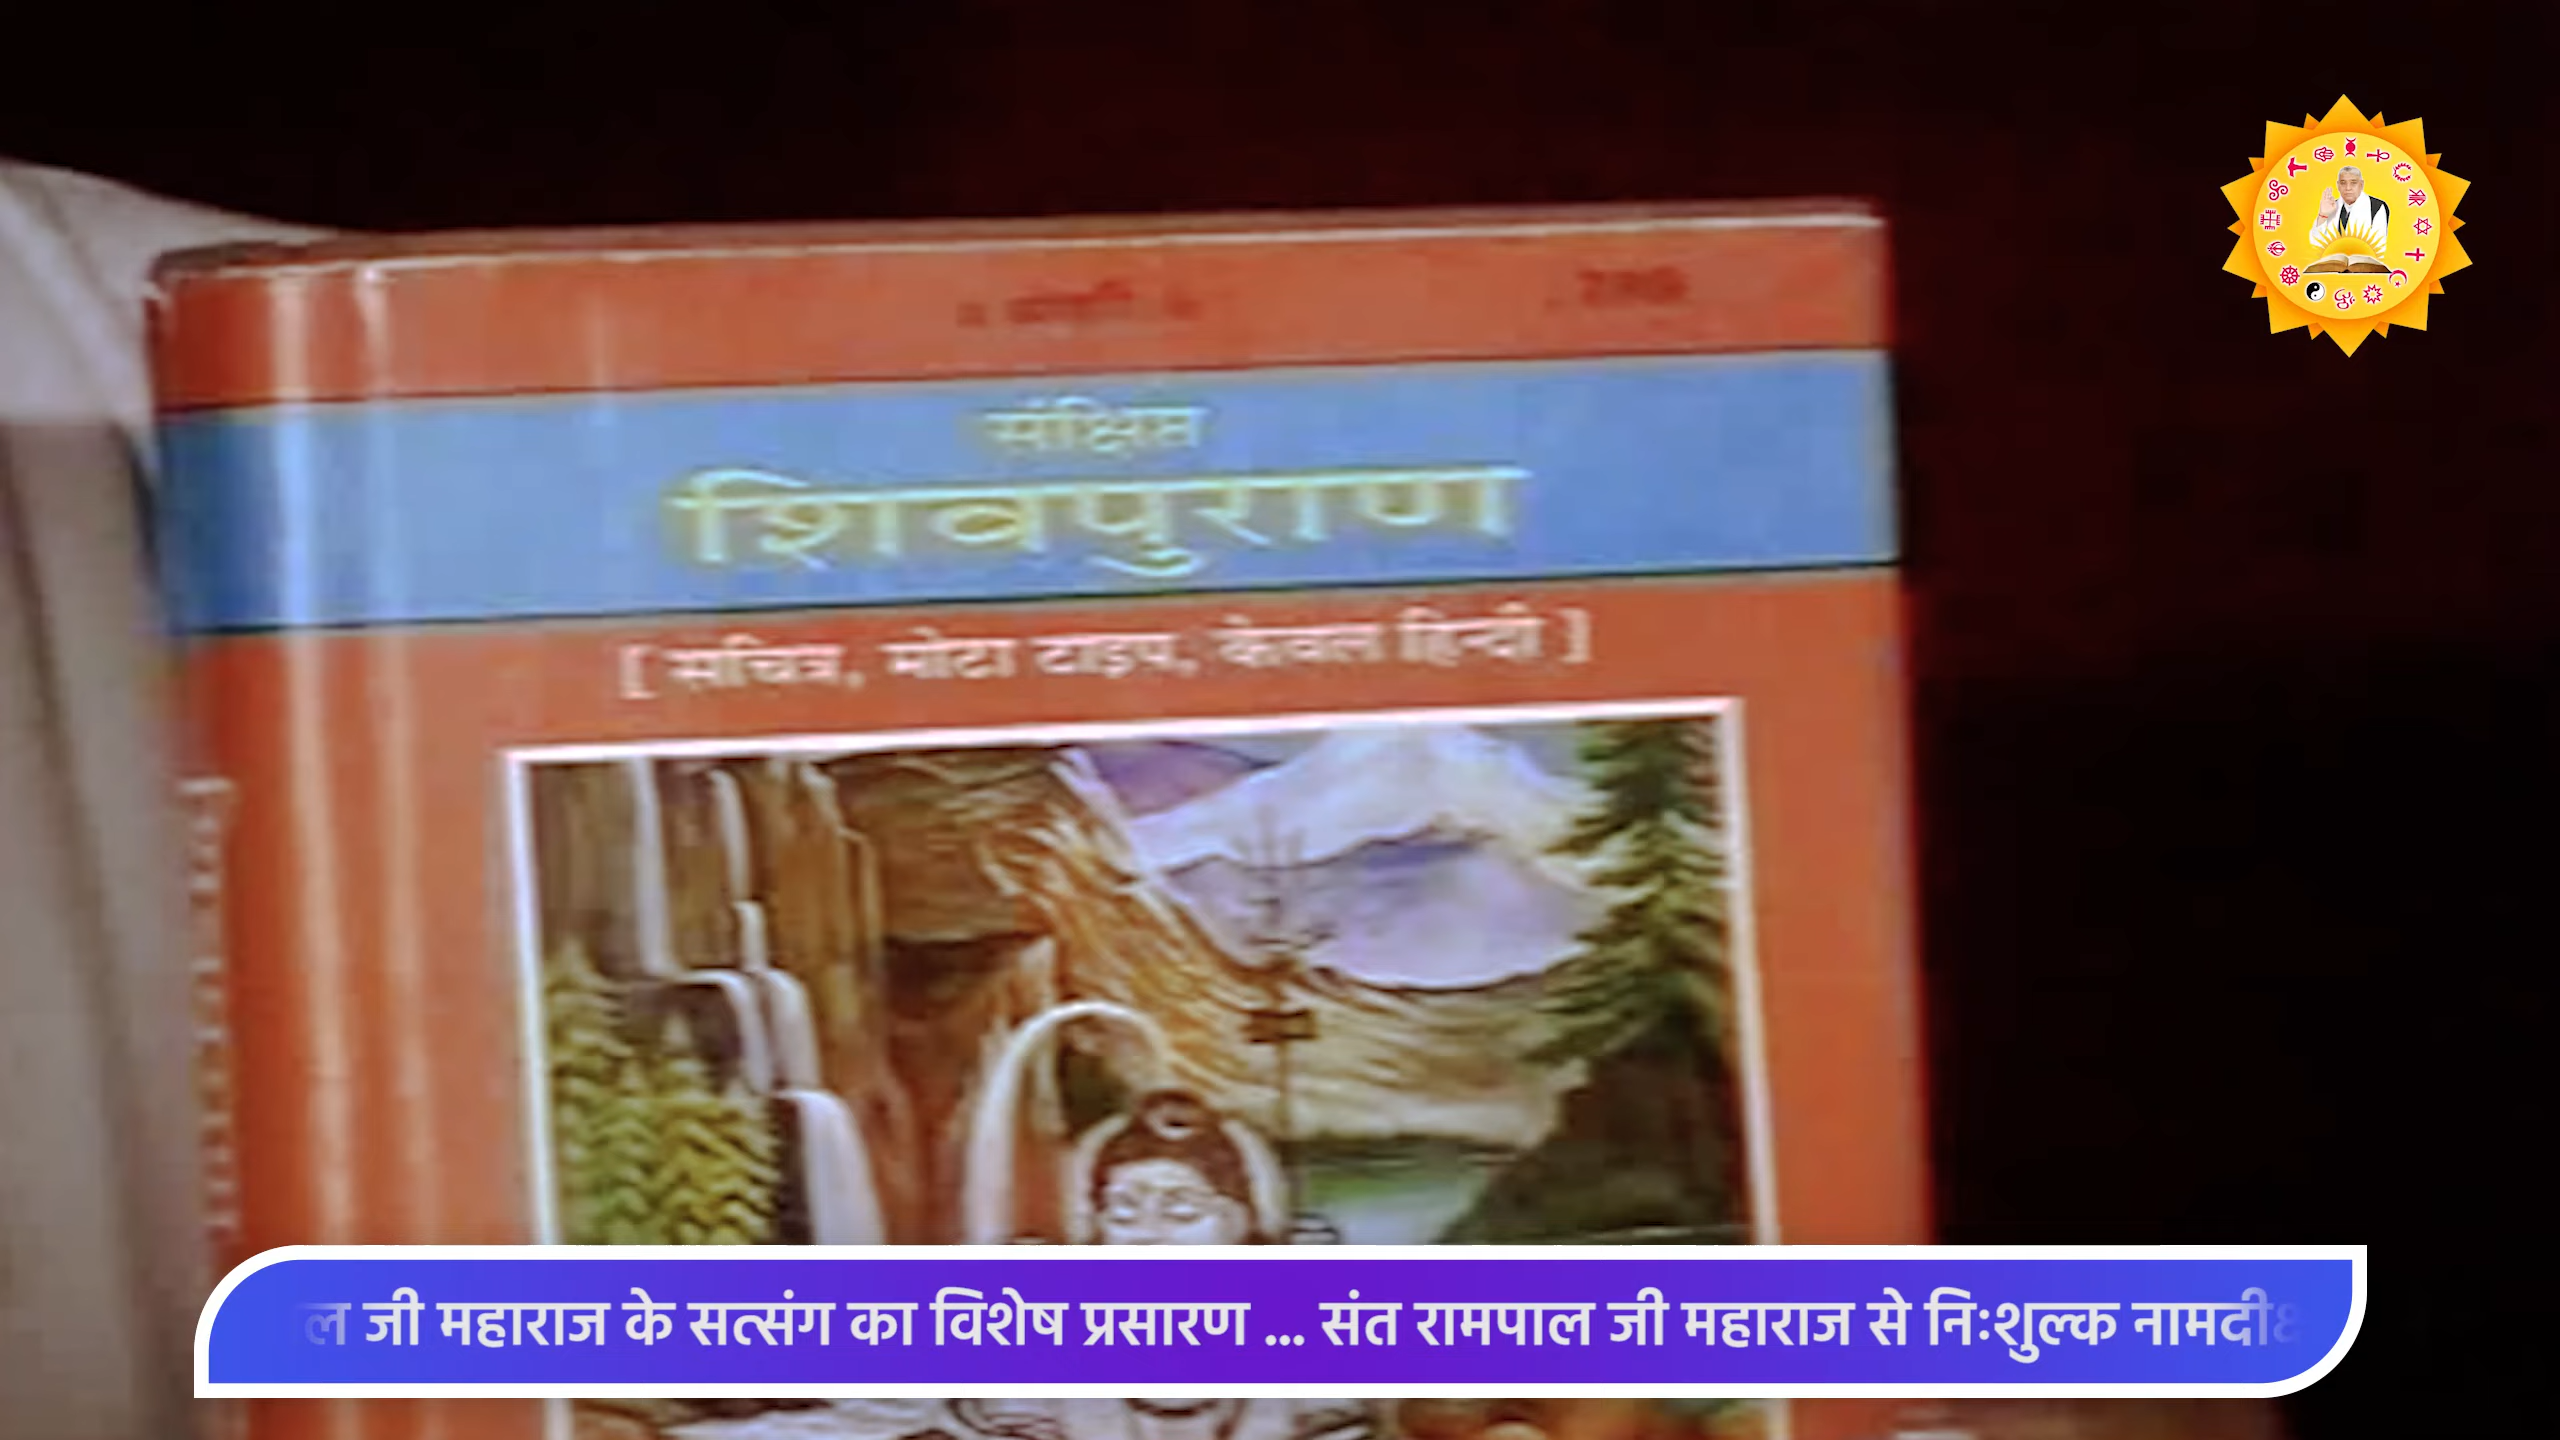 संक्षिप्त
शिवपुराण
[ सचित्र, मोटा टाइप, केवल हिन्दी ]
ल जी महाराज के सत्संग का विशेष प्रसारण ... संत रामपाल जी महाराज से निःशुल्क नामदी